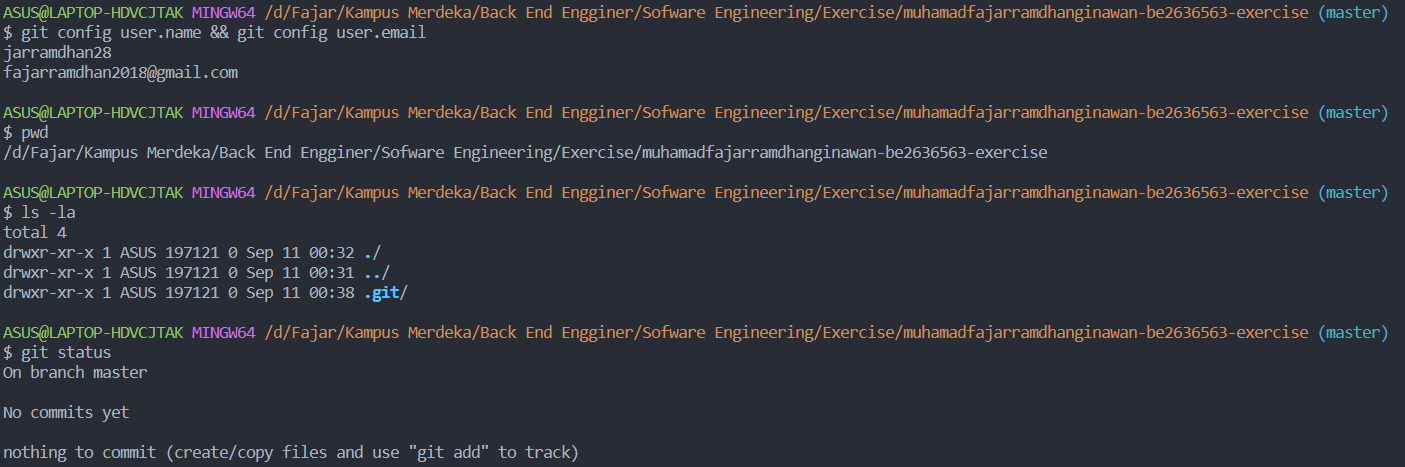 ASUS@LAPTOP-HDVCJTAK MINGW64 /d/Fajar/Kampus Merdeka/Back End Engginer/Sofware Engineering/Exercise/muhamadfajarramdhanginawan-be2636563-exercise (master)
$ git config user.name && git config user.email
jarramdhan28
fajarramdhan2018@gmail.com
ASUS@LAPTOP-HDVCJTAK MINGW64 /d/Fajar/Kampus Merdeka/Back End Engginer/Sofware Engineering/Exercise/muhamadfajarramdhanginawan-be2636563-exercise (master)
$ pwd
/d/Fajar/Kampus Merdeka/Back End Engginer/Sofware Engineering/Exercise/muhamadfajarramdhanginawan-be2636563-exercise
ASUS@LAPTOP-HDVCJTAK MINGW64 /d/Fajar/Kampus Merdeka/Back End Engginer/Sofware Engineering/Exercise/muhamadfajarramdhanginawan-be2636563-exercise (master)
$ ls -la
total 4
drwxr-xr-x 1 ASUS 197121 0 Sep 11 00:32 ./
drwxr-xr-x 1 ASUS 197121 0 Sep 11 00:31 ../
drwxr-xr-x 1 ASUS 197121 0 Sep 11 00:38 .git/
ASUS@LAPTOP-HDVCJTAK MINGW64 /d/Fajar/Kampus Merdeka/Back End Engginer/Sofware Engineering/Exercise/muhamadfajarramdhanginawan-be2636563-exercise (master)
$ git status
On branch master
No commits yet
nothing to commit (create/copy files and use "git add" to track)